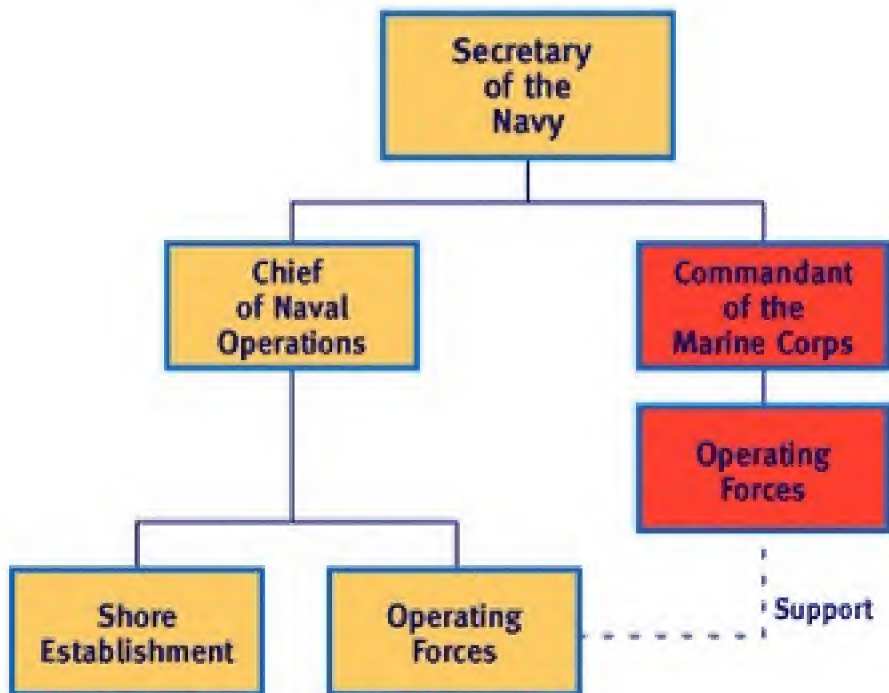 Secretary
of the
Navy
Chief
of Naval
Operations
Commandant
of the
Marine Corps
Operating
Forces
Shore
Establishment
Operating
Forces
Support